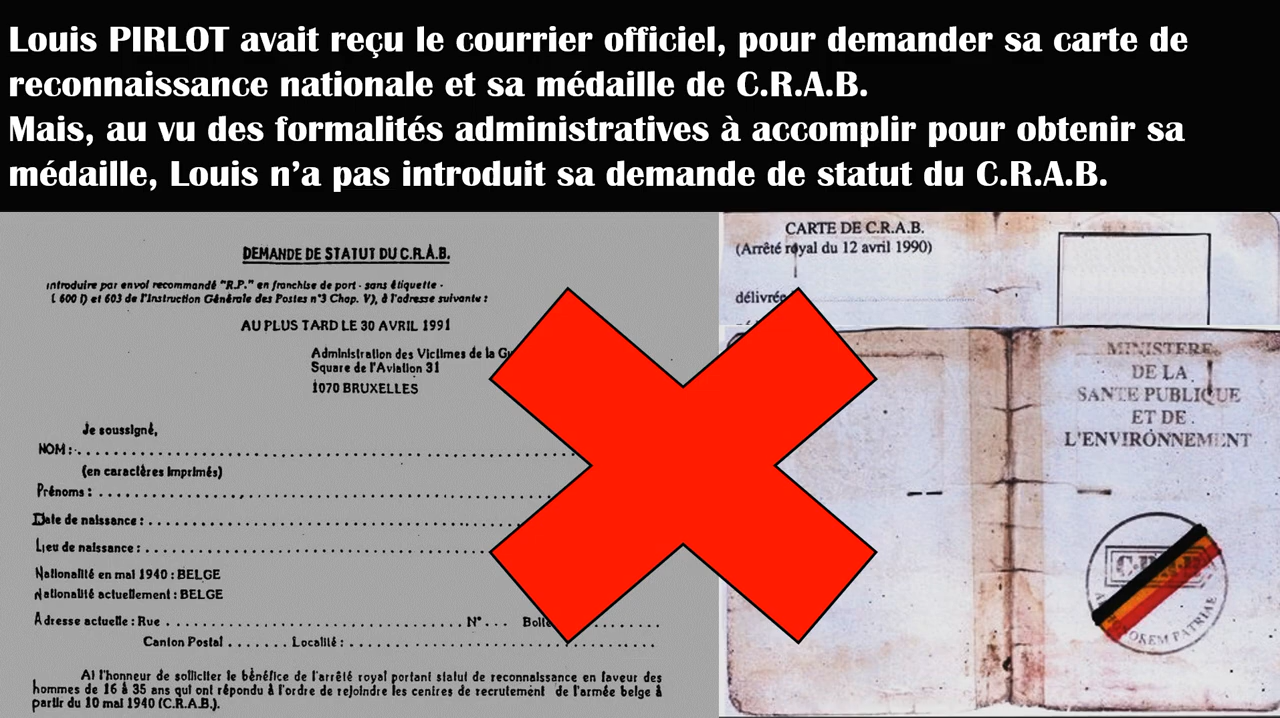 Louis PIRLOT avait reçu le courrier officiel, pour demander sa carte de
reconnaissance nationale et sa médaille de C.R.A.B.
Mais, au vu des formalités administratives à accomplir pour obtenir sa
médaille, Louis n’a pas introduit sa demande de statut du C.R.A.B.
DEMANDE DE STATUT DU C.R.A.B.
introduire par envoi recommandé "R.P." en franchise de port - sans étiquette -
( 600 I) et 603 de l'Instruction Générale des Postes n°3 Chap. V), à l'adresse suivante :
AU PLUS TARD LE 30 AVRIL 1991
Administration des Victimes de la
Square de l'Aviation 31
1070 BRUXELLES
Je soussigné,
NOM :
(en caractères imprimés)
Prénoms :
Date de naissance :
Lieu de naissance :
Nationalité en mai 1940 : BELGE
Nationalité actuellement : BELGE
Adresse actuelle : Rue N° Boîte
Canton Postal Localité :
Ai l'honneur de solliciter le bénéfice de l'arrêté royal portant statut de reconnaissance en faveur des
hommes de 16 à 35 ans qui ont répondu à l'ordre de rejoindre les centres de recrutement de l'armée belge à
partir du 10 mai 1940 (C.R.A.B.).
CARTE DE C.R.A.B.
(Arrêté royal du 12 avril 1990)
délivrée
MINISTERE
DE LA
SANTE PUBLIQUE
ET DE
L'ENVIRONNEMENT
PATRIAE